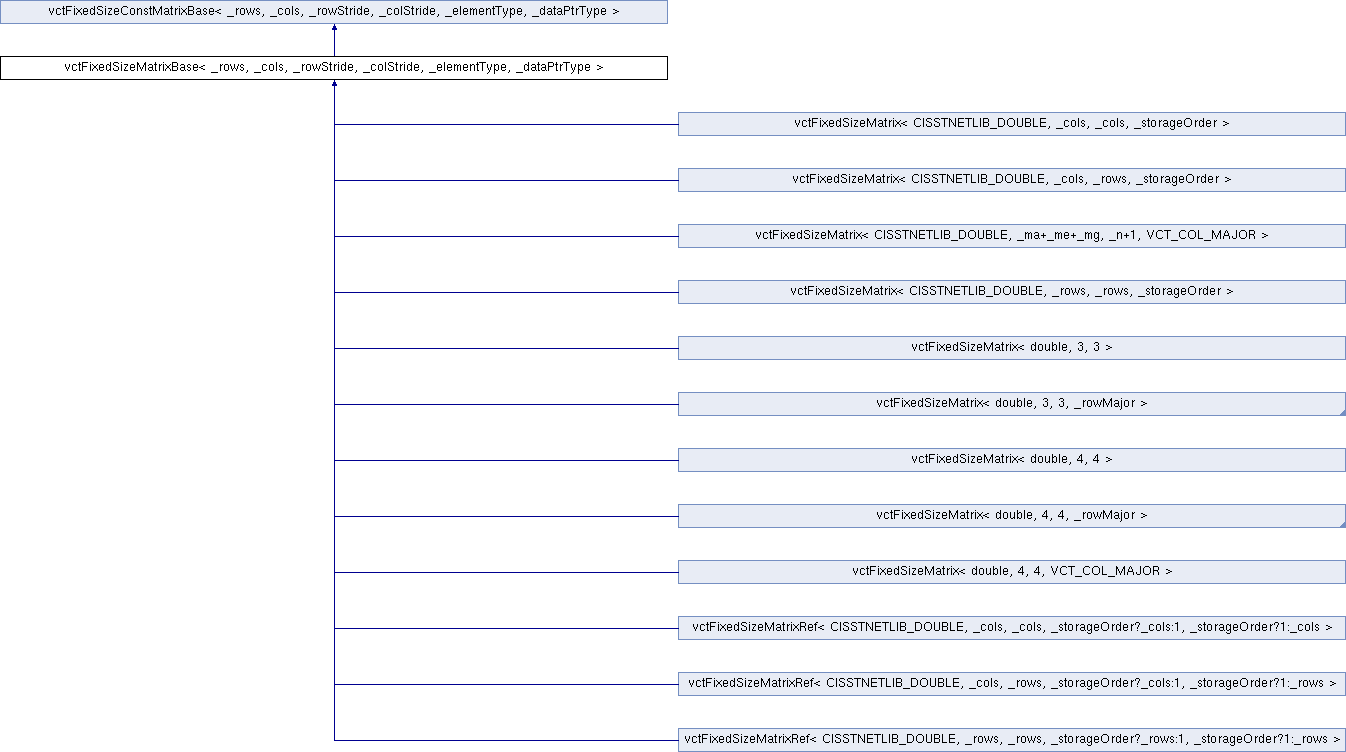 vctFixedSizeConstMatrixBase< _rows, _cols, _rowStride, _colStride, _elementType, _dataPtrType >
vctFixedSizeMatrixBase< _rows, _cols, _rowStride, _colStride, _elementType, _dataPtrType >
vctFixedSizeMatrix< CISSTNETLIB_DOUBLE, _cols, _cols, _storageOrder >
vctFixedSizeMatrix< CISSTNETLIB_DOUBLE, _cols, _rows, _storageOrder >
vctFixedSizeMatrix< CISSTNETLIB_DOUBLE, _ma+_me+_mg, _n+1, VCT_COL_MAJOR >
vctFixedSizeMatrix< CISSTNETLIB_DOUBLE, _rows, _rows, _storageOrder >
vctFixedSizeMatrix< double, 3, 3 >
vctFixedSizeMatrix< double, 3, 3, _rowMajor >
vctFixedSizeMatrix< double, 4, 4 >
vctFixedSizeMatrix< double, 4, 4, _rowMajor >
vctFixedSizeMatrix< double, 4, 4, VCT_COL_MAJOR >
vctFixedSizeMatrixRef< CISSTNETLIB_DOUBLE, _cols, _cols, _storageOrder?_cols:1, _storageOrder?1:_cols >
vctFixedSizeMatrixRef< CISSTNETLIB_DOUBLE, _cols, _rows, _storageOrder?_cols:1, _storageOrder?1:_rows >
vctFixedSizeMatrixRef< CISSTNETLIB_DOUBLE, _rows, _rows, _storageOrder?_rows:1, _storageOrder?1:_rows >